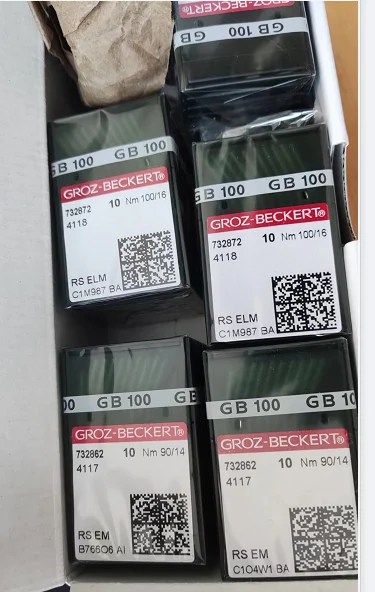 GROZ-BECKERT®
GB 100
GB
GB 100 GB 100
GROZ-BECKERT®
732872 10 Nm 100/16
4118
RS ELM
C1M987 BA
GB 100 GB 100
GROZ-BECKERT®
732872 10 Nm 100/16
4118
RS ELM
C1M987 BA
00 GB 100 GB
GROZ-BECKERT®
732862 10 Nm 90/14
4117
RS EM
B766O6 AI
GB 100 GB 10
GROZ-BECKERT®
732862 10 Nm 90/14
4117
RS EM
C1O4W1 BA